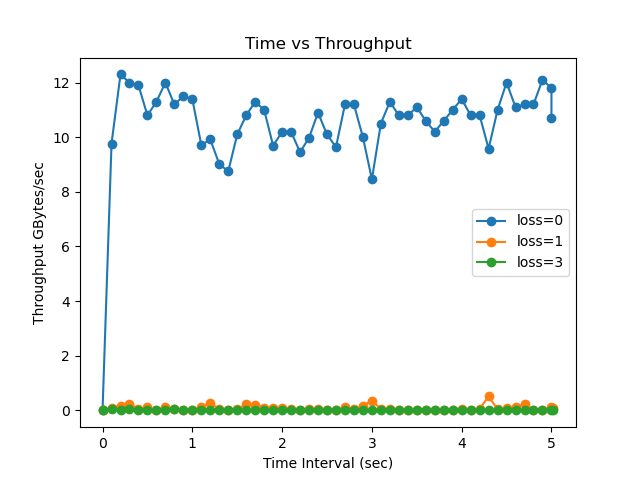 Time vs Throughput
Throughput GBytes/sec
12
10
8
6
4
2
0
loss=0
loss=1
loss=3
0 1 2 3 4 5
Time Interval (sec)